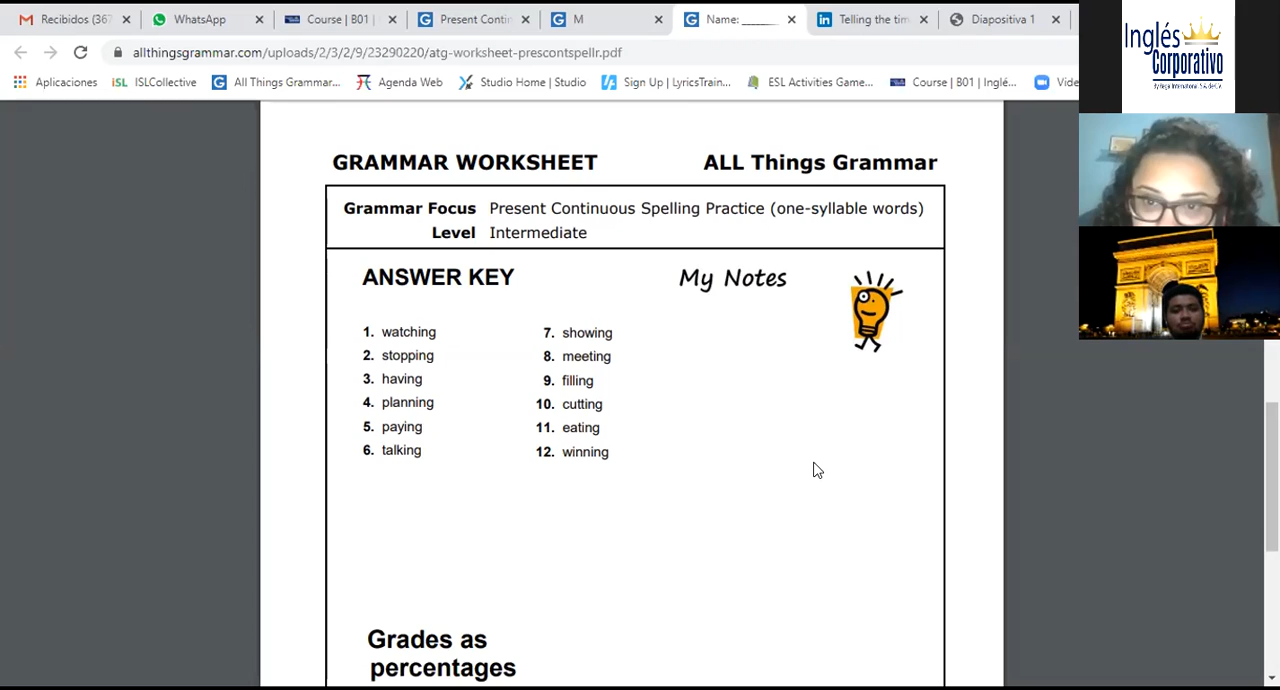 Recibidos (367
WhatsApp
Course | B01 |
Present Contin
M
Name: ______
Telling the tim
Diapositiva 1
allthingsgrammar.com/uploads/2/3/2/9/23290220/atg-worksheet-prescontspellr.pdf
Aplicaciones
iSL ISLCollective
All Things Grammar...
Agenda Web
Studio Home | Studio
Sign Up | LyricsTrain...
ESL Activities Game...
Course | B01 | Inglé...
Vide
Inglés
Corporativo
GRAMMAR WORKSHEET
ALL Things Grammar
Grammar Focus Present Continuous Spelling Practice (one-syllable words)
Level Intermediate
ANSWER KEY
My Notes
1. watching
2. stopping
3. having
4. planning
5. paying
6. talking
7. showing
8. meeting
9. filling
10. cutting
11. eating
12. winning
Grades as
percentages